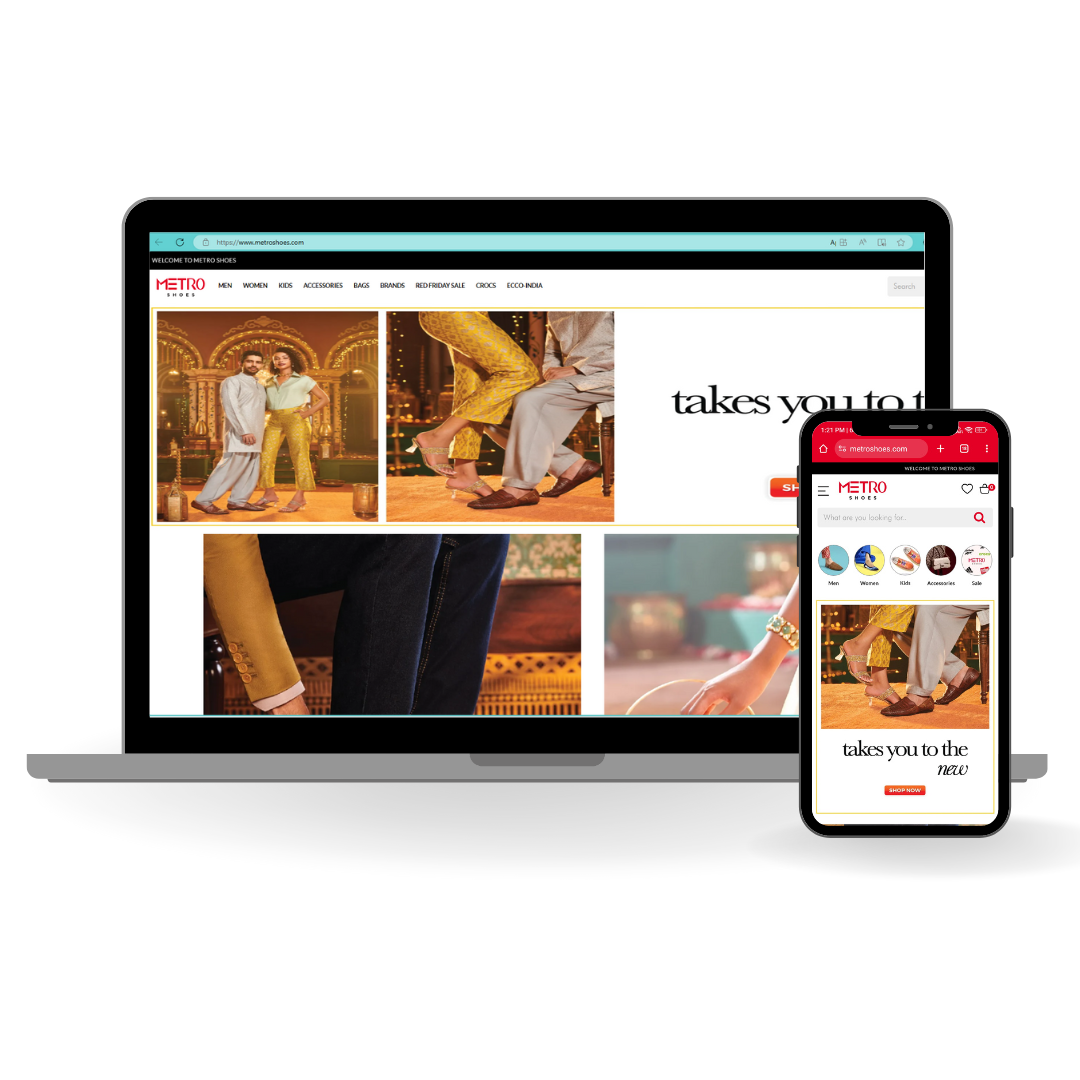 https://www.metroshoes.com
WELCOME TO METRO SHOES
METRO
SHOES
MEN WOMEN KIDS ACCESSORIES BAGS BRANDS RED FRIDAY SALE CROCS ECCO-INDIA
Search
takes you to t
SH
1:21 PM
metroshoes.com
WELCOME TO METRO SHOES
METRO
SHOES
0
What are you looking for..
Men Women Kids Accessories Sale
METRO
takes you to the
new
SHOP NOW